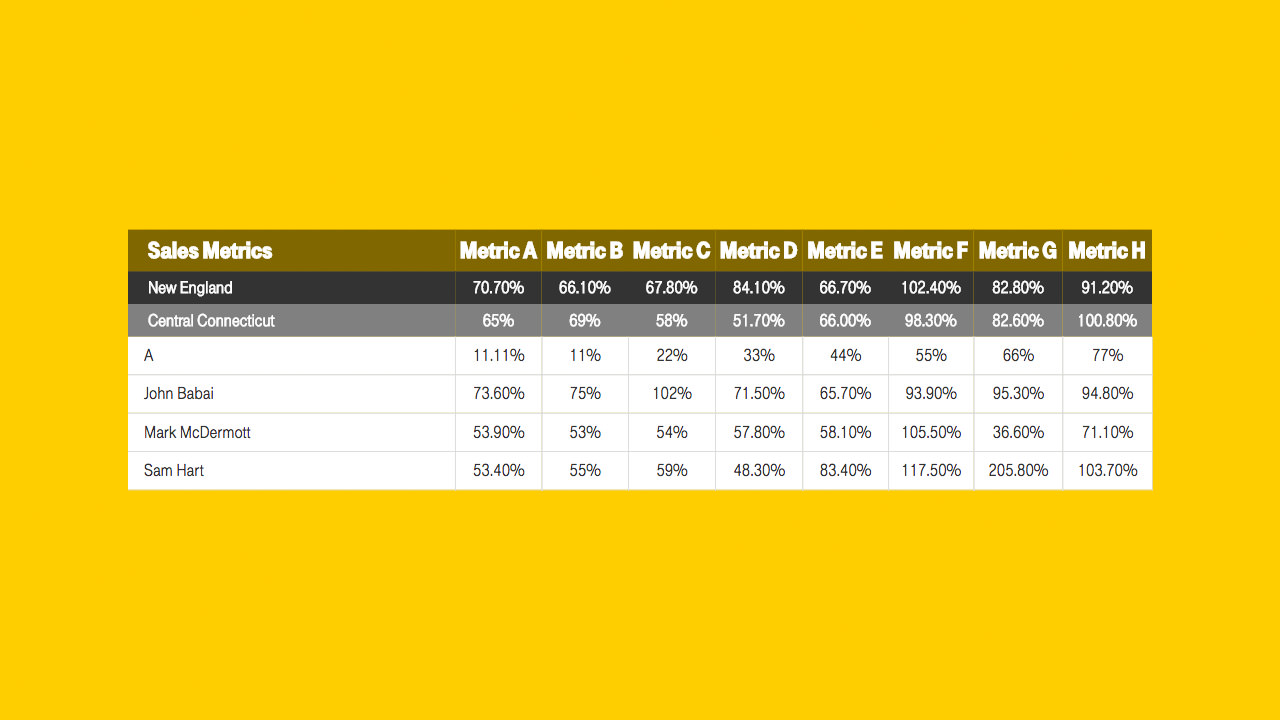 Sales Metrics Metric A Metric B Metric C Metric D Metric E Metric F Metric G Metric H
New England 70.70% 66.10% 67.80% 84.10% 66.70% 102.40% 82.80% 91.20%
Central Connecticut 65% 69% 58% 51.70% 66.00% 98.30% 82.60% 100.80%
A 11.11% 11% 22% 33% 44% 55% 66% 77%
John Babai 73.60% 75% 102% 71.50% 65.70% 93.90% 95.30% 94.80%
Mark McDermott 53.90% 53% 54% 57.80% 58.10% 105.50% 36.60% 71.10%
Sam Hart 53.40% 55% 59% 48.30% 83.40% 117.50% 205.80% 103.70%